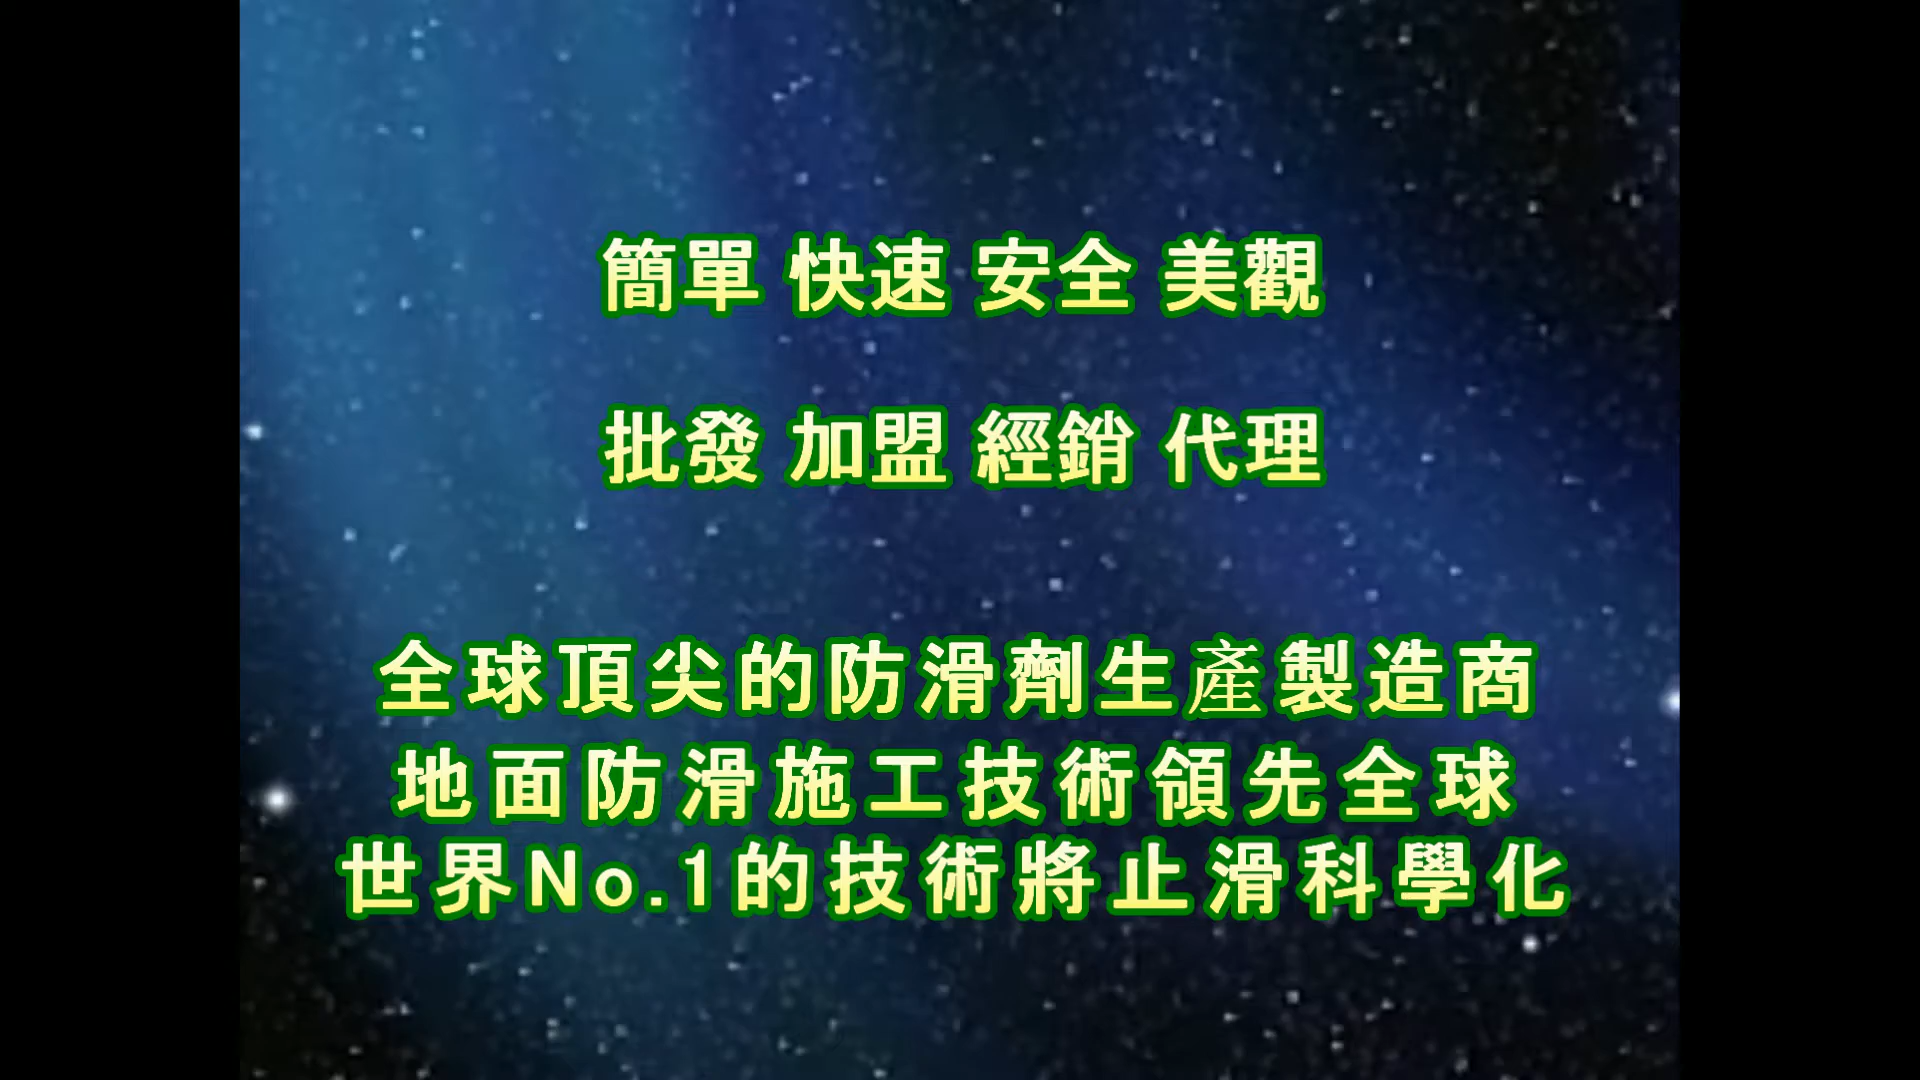 簡單 快速 安全 美觀
批發 加盟 經銷 代理
全球頂尖的防滑劑生產製造商
地面防滑施工技術領先全球
世界No.1的技術將止滑科學化